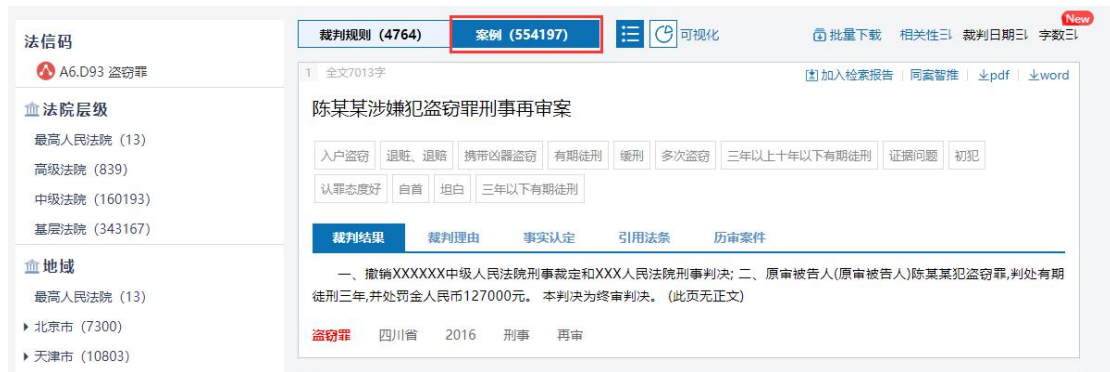 法信码
A6.D93 盗窃罪
法院层级
最高人民法院 (13)
高级法院 (839)
中级法院 (160193)
基层法院 (343167)
地域
最高人民法院 (13)
北京市 (7300)
天津市 (10803)
裁判规则 (4764) 案例 (554197) 可视化 批量下载 相关性 裁判日期 字数
New
1 全文7013字 加入检索报告 同案智推 pdf word
陈某某涉嫌犯盗窃罪刑事再审案
入户盗窃 退赃、退赔 携带凶器盗窃 有期徒刑 缓刑 多次盗窃 三年以上十年以下有期徒刑 证据问题 初犯
认罪态度好 自首 坦白 三年以下有期徒刑
裁判结果 裁判理由 事实认定 引用法条 历审案件
一、撤销XXXXXX中级人民法院刑事裁定和XXX人民法院刑事判决; 二、原审被告人(原审被告人)陈某某犯盗窃罪,判处有期
徒刑三年,并处罚金人民币127000元。 本判决为终审判决。 (此页无正文)
盗窃罪 四川省 2016 刑事 再审